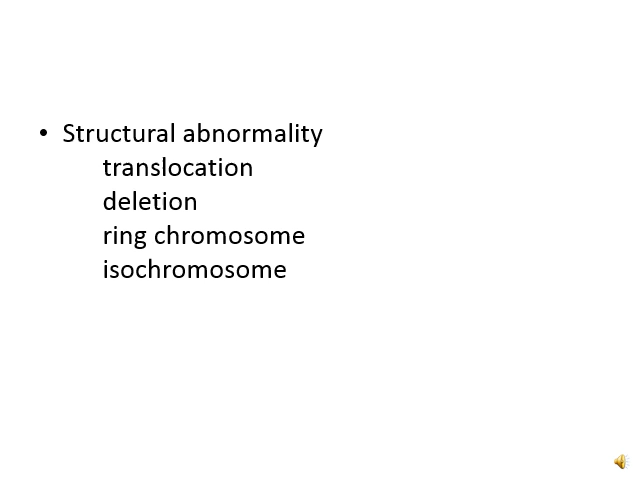 • Structural abnormality
translocation
deletion
ring chromosome
isochromosome